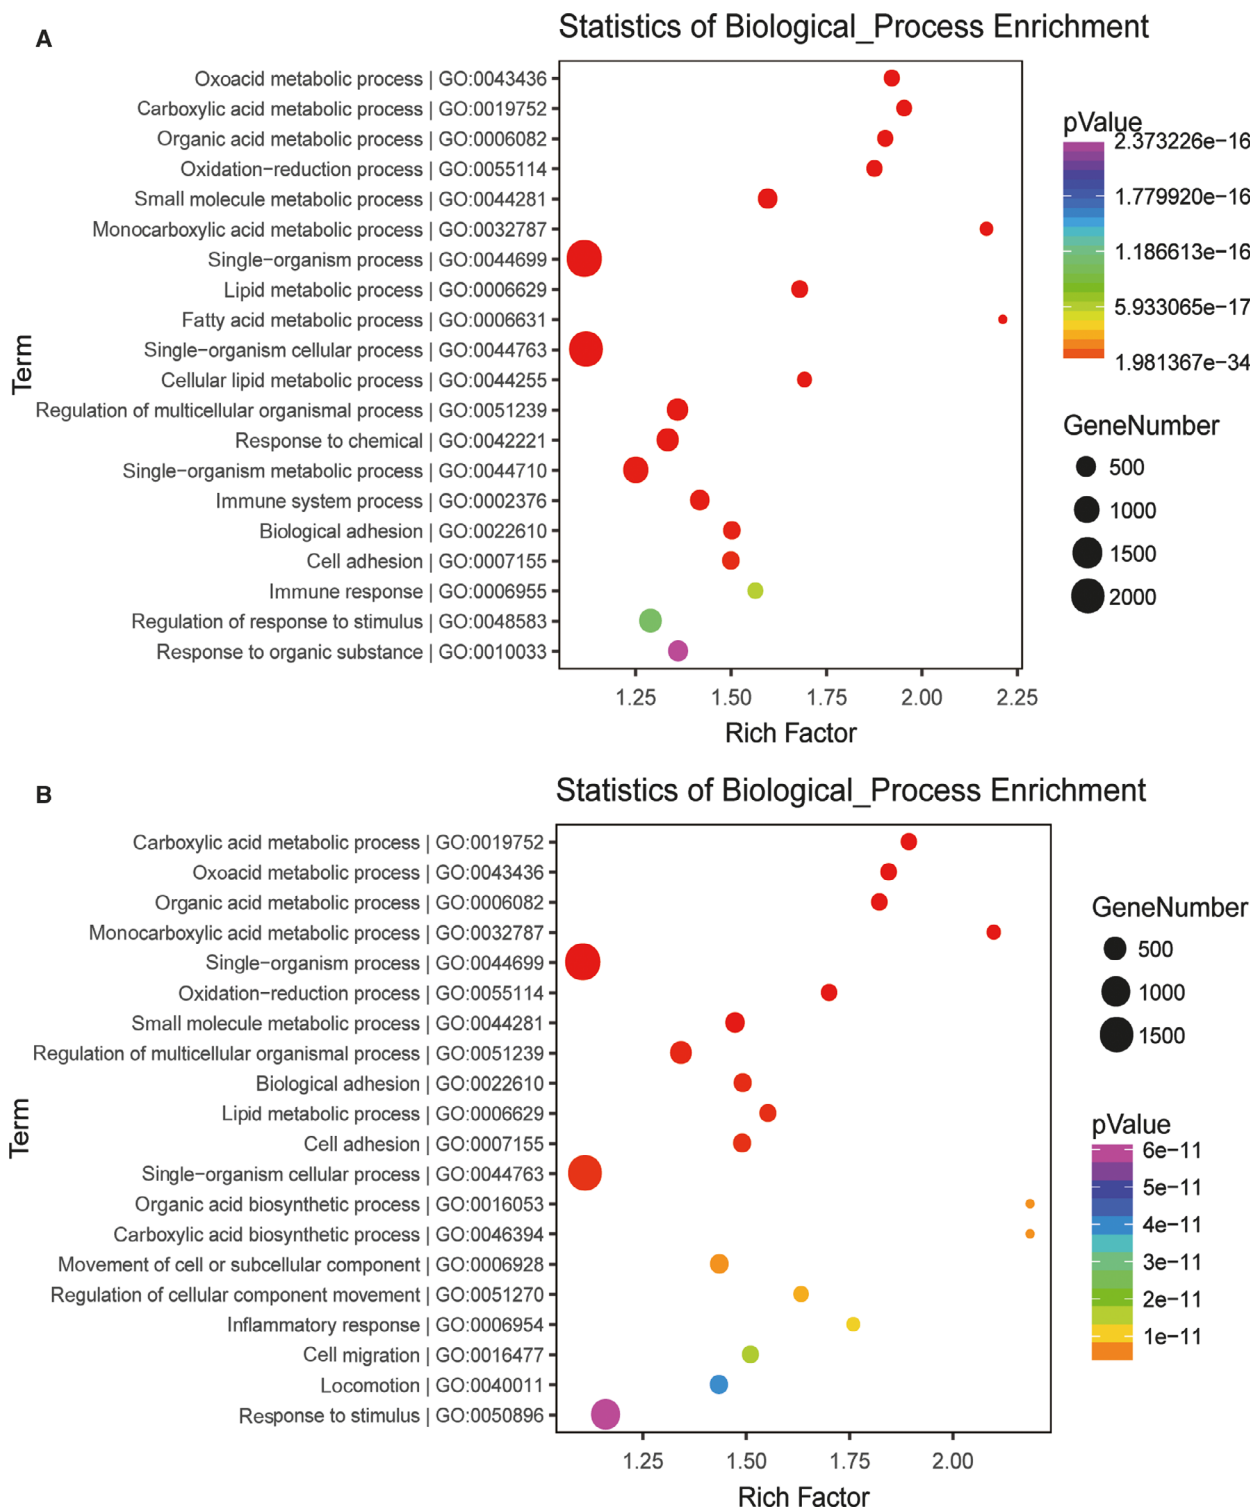 A
Statistics of Biological_Process Enrichment
Oxoacid metabolic process | GO:0043436
Carboxylic acid metabolic process | GO:0019752
Organic acid metabolic process | GO:0006082
Oxidation−reduction process | GO:0055114
Small molecule metabolic process | GO:0044281
Monocarboxylic acid metabolic process | GO:0032787
Single−organism process | GO:0044699
Lipid metabolic process | GO:0006629
Fatty acid metabolic process | GO:0006631
Single−organism cellular process | GO:0044763
Cellular lipid metabolic process | GO:0044255
Regulation of multicellular organismal process | GO:0051239
Response to chemical | GO:0042221
Single−organism metabolic process | GO:0044710
Immune system process | GO:0002376
Biological adhesion | GO:0022610
Cell adhesion | GO:0007155
Immune response | GO:0006955
Regulation of response to stimulus | GO:0048583
Response to organic substance | GO:0010033
Term
1.25 1.50 1.75 2.00 2.25
Rich Factor
pValue
2.373226e−16
1.779920e−16
1.186613e−16
5.933065e−17
1.981367e−34
GeneNumber
500
1000
1500
2000
B
Statistics of Biological_Process Enrichment
Carboxylic acid metabolic process | GO:0019752
Oxoacid metabolic process | GO:0043436
Organic acid metabolic process | GO:0006082
Monocarboxylic acid metabolic process | GO:0032787
Single−organism process | GO:0044699
Oxidation−reduction process | GO:0055114
Small molecule metabolic process | GO:0044281
Regulation of multicellular organismal process | GO:0051239
Biological adhesion | GO:0022610
Lipid metabolic process | GO:0006629
Cell adhesion | GO:0007155
Single−organism cellular process | GO:0044763
Organic acid biosynthetic process | GO:0016053
Carboxylic acid biosynthetic process | GO:0046394
Movement of cell or subcellular component | GO:0006928
Regulation of cellular component movement | GO:0051270
Inflammatory response | GO:0006954
Cell migration | GO:0016477
Locomotion | GO:0040011
Response to stimulus | GO:0050896
Term
1.25 1.50 1.75 2.00
Rich Factor
GeneNumber
500
1000
1500
pValue
6e−11
5e−11
4e−11
3e−11
2e−11
1e−11